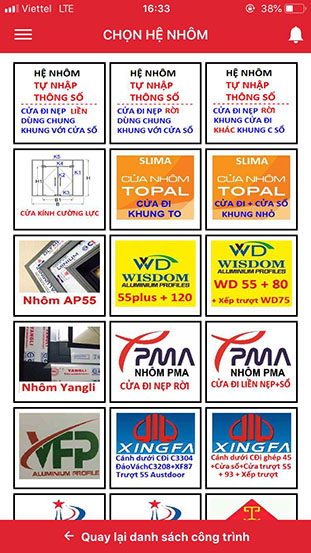 Viettel LTE 16:33 38%
CHỌN HỆ NHÔM
HỆ NHÔM
TỰ NHẬP
THÔNG SỐ
CỬA ĐI NẸP LIỀN
DÙNG CHUNG
KHUNG VỚI CỬA SỔ
HỆ NHÔM
TỰ NHẬP
THÔNG SỐ
CỬA ĐI NẸP RỜI
DÙNG CHUNG
KHUNG VỚI CỬA SỔ
HỆ NHÔM
TỰ NHẬP
THÔNG SỐ
CỬA ĐI NẸP RỜI
KHUNG CỬA ĐI
KHÁC KHUNG C SỔ
CỬA KÍNH CƯỜNG LỰC
SLIMA
CỬA NHÔM
TOPAL
CỬA ĐI
KHUNG TO
SLIMA
CỬA NHÔM
TOPAL
CỬA ĐI + CỬA SỔ
KHUNG NHỎ
Nhôm AP55
WD
WISDOM
ALUMINIUM PROFILES
55plus + 120
WD
WISDOM
ALUMINIUM PROFILES
WD 55 + 80
+ Xếp trượt WD75
YANGLI
Nhôm Yangli
PMA
NHÔM PMA
CỬA ĐI NẸP RỜI
PMA
NHÔM PMA
CỬA ĐI LIỀN NẸP+SỔ
VFP
ALUMINIUM PROFILE
XINGFA
Cánh dưới CĐi C3304
ĐảoVáchC3208+XF87
Trượt 55 Austdoor
XINGFA
Cánh dưới CĐi ghép 45
+Cửa sổ+Cửa trượt 55
+ 93 + Xếp trượt
← Quay lại danh sách công trình